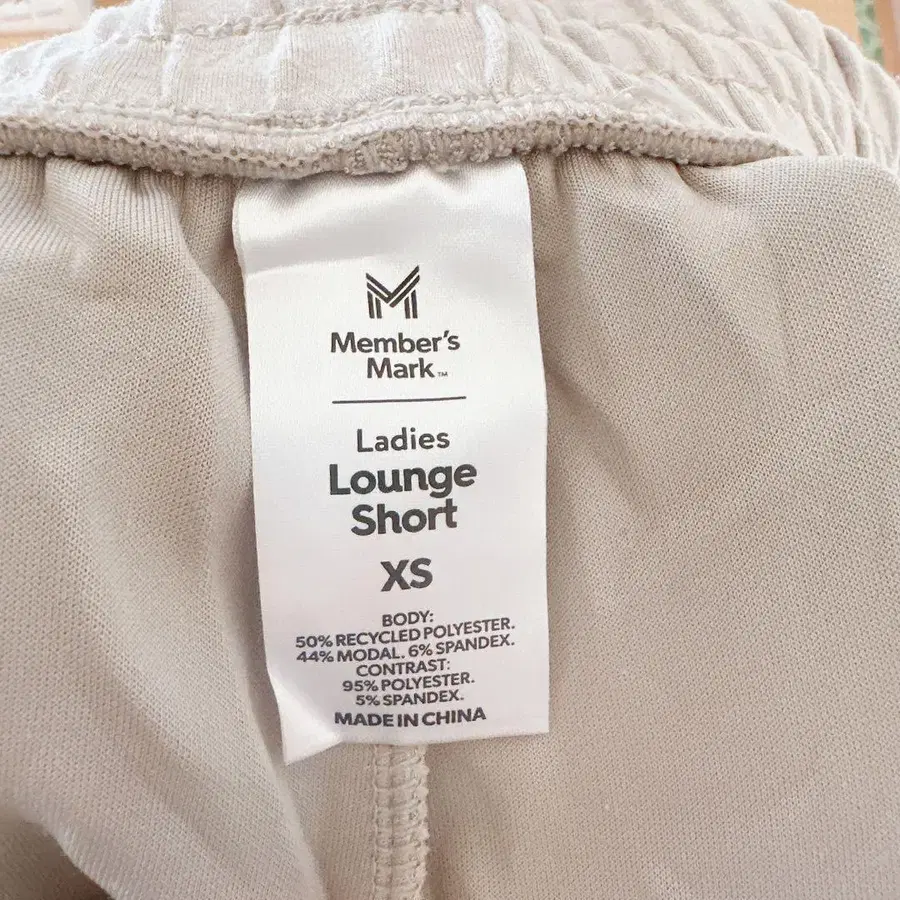 Member's
Mark™
Ladies
Lounge
Short
XS
BODY:
50% RECYCLED POLYESTER.
44% MODAL. 6% SPANDEX.
CONTRAST:
95% POLYESTER.
5% SPANDEX.
MADE IN CHINA